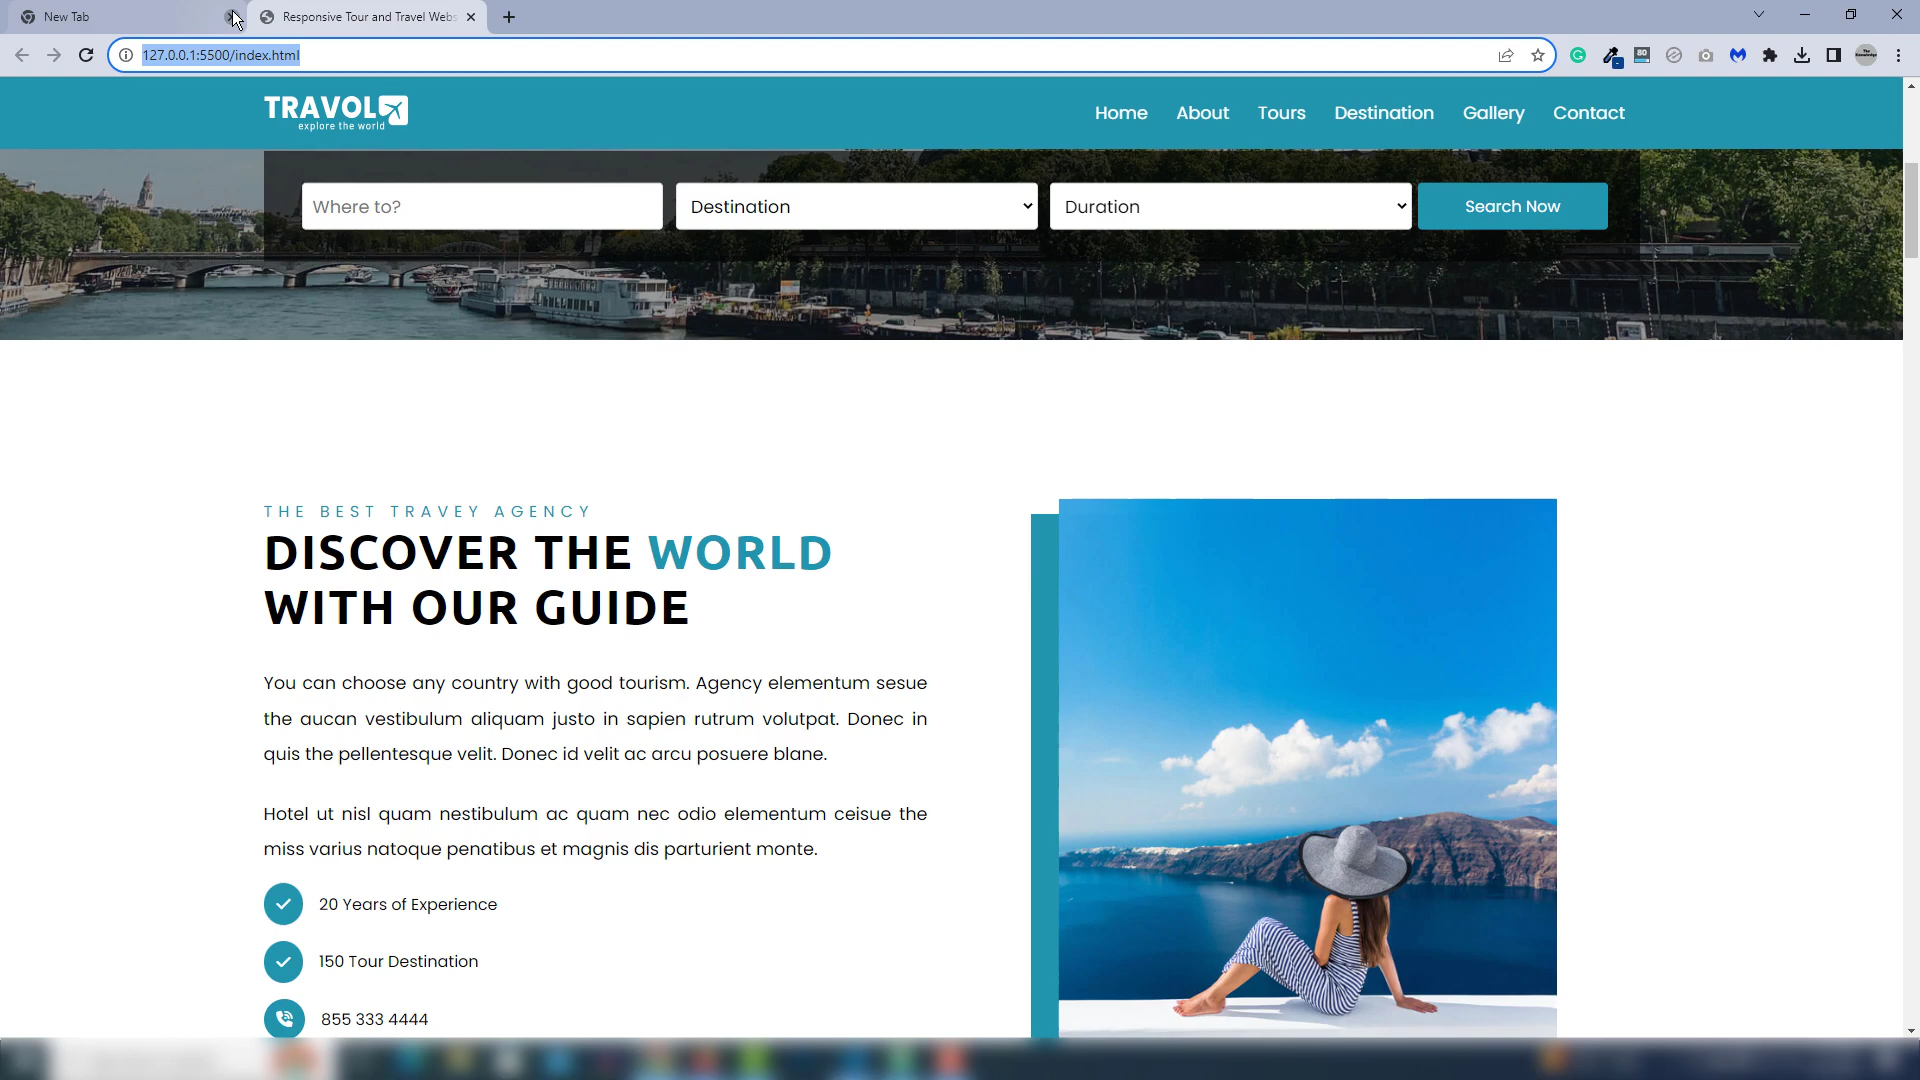 New Tab
Responsive Tour and Travel Webs
127.0.0.1:5500/index.html
80
TRAVOL
explore the world
Home About Tours Destination Gallery Contact
Where to? Destination Duration Search Now
THE BEST TRAVEY AGENCY
DISCOVER THE WORLD
WITH OUR GUIDE
You can choose any country with good tourism. Agency elementum sesue
the aucan vestibulum aliquam justo in sapien rutrum volutpat. Donec in
quis the pellentesque velit. Donec id velit ac arcu posuere blane.
Hotel ut nisl quam nestibulum ac quam nec odio elementum ceisue the
miss varius natoque penatibus et magnis dis parturient monte.
20 Years of Experience
150 Tour Destination
855 333 4444